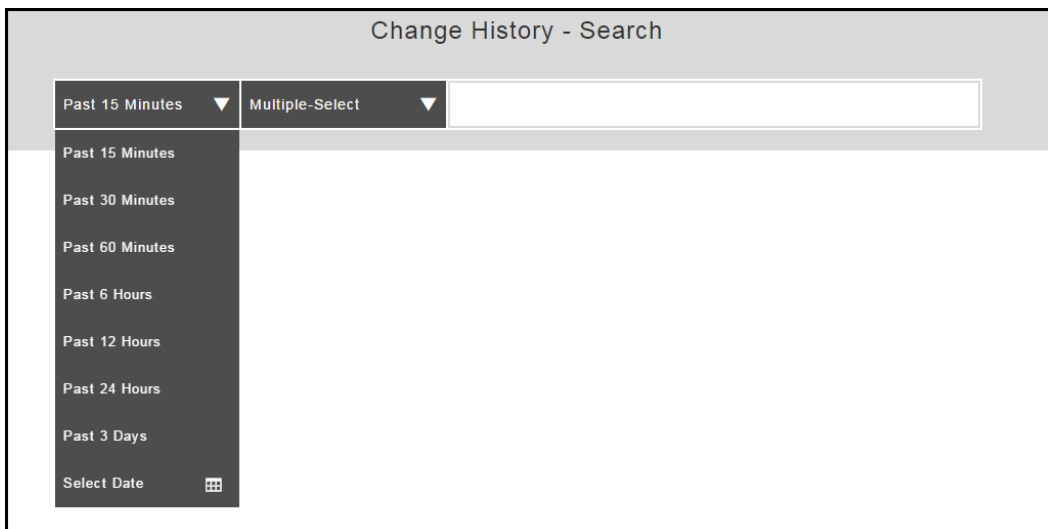 Change History - Search
Past 15 Minutes Multiple-Select
Past 15 Minutes
Past 30 Minutes
Past 60 Minutes
Past 6 Hours
Past 12 Hours
Past 24 Hours
Past 3 Days
Select Date